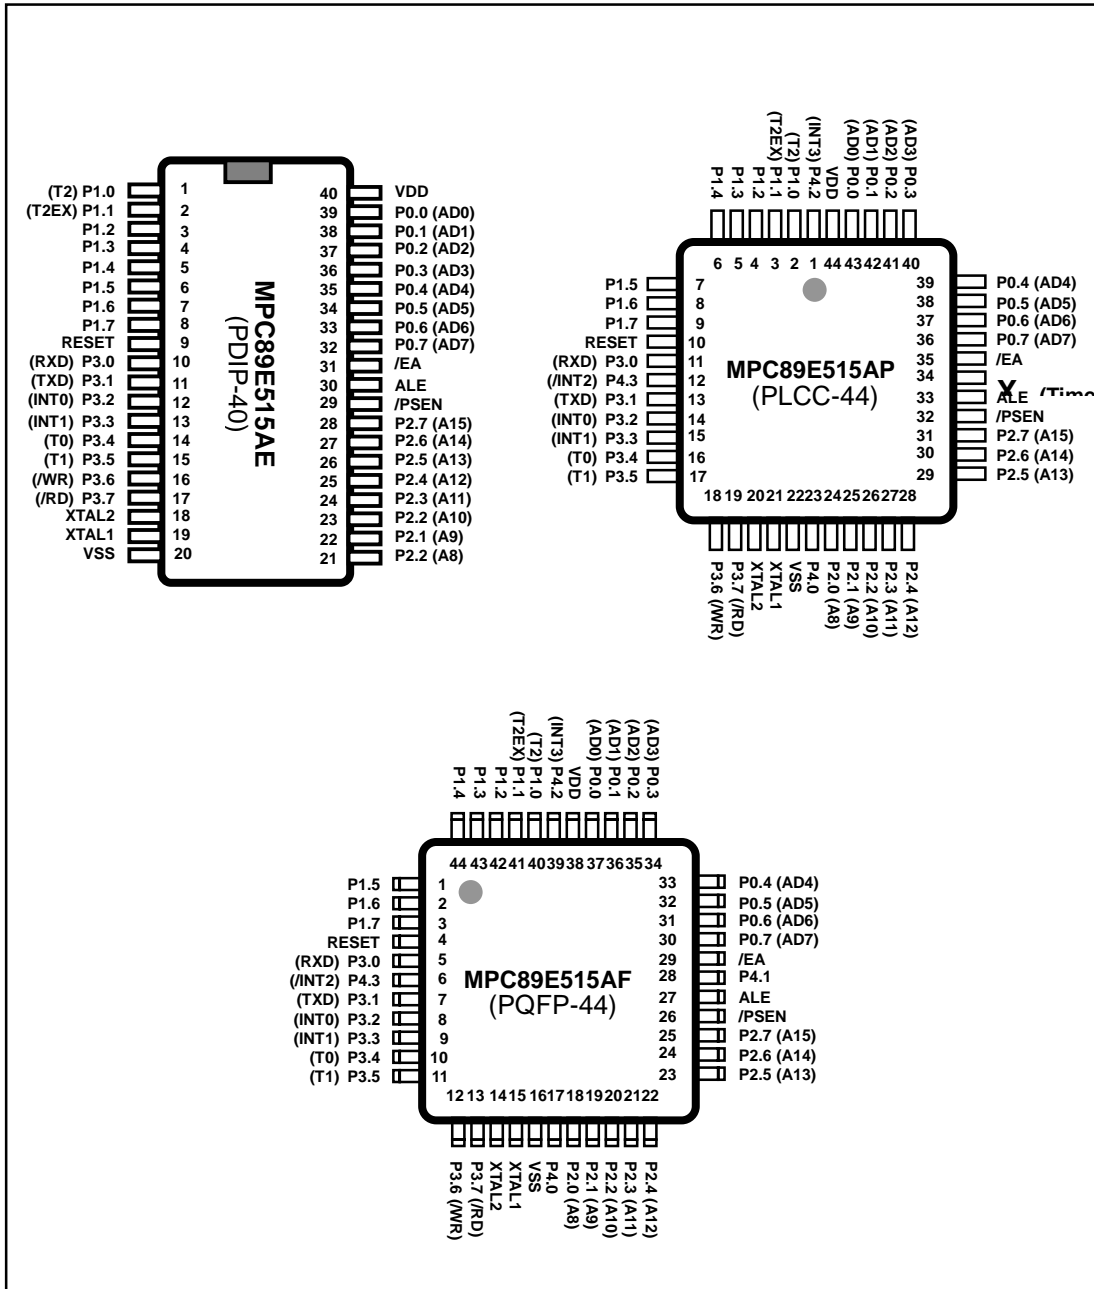 (T2) P1.0 1
(T2EX) P1.1 2
P1.2 3
P1.3 4
P1.4 5
P1.5 6
P1.6 7
P1.7 8
RESET 9
(RXD) P3.0 10
(TXD) P3.1 11
(INT0) P3.2 12
(INT1) P3.3 13
(T0) P3.4 14
(T1) P3.5 15
(/WR) P3.6 16
(/RD) P3.7 17
XTAL2 18
XTAL1 19
VSS 20
MPC89E515AE
(PDIP-40)
40 VDD
39 P0.0 (AD0)
38 P0.1 (AD1)
37 P0.2 (AD2)
36 P0.3 (AD3)
35 P0.4 (AD4)
34 P0.5 (AD5)
33 P0.6 (AD6)
32 P0.7 (AD7)
31 /EA
30 ALE
29 /PSEN
28 P2.7 (A15)
27 P2.6 (A14)
26 P2.5 (A13)
25 P2.4 (A12)
24 P2.3 (A11)
23 P2.2 (A10)
22 P2.1 (A9)
21 P2.2 (A8)
P1.4
P1.3
P1.2
(T2EX) P1.1
(T2) P1.0
(INT3) P4.2
VDD
(AD0) P0.0
(AD1) P0.1
(AD2) P0.2
(AD3) P0.3
6 5 4 3 2 1 44 43 42 41 40
P1.5 7
P1.6 8
P1.7 9
RESET 10
(RXD) P3.0 11
(/INT2) P4.3 12
(TXD) P3.1 13
(INT0) P3.2 14
(INT1) P3.3 15
(T0) P3.4 16
(T1) P3.5 17
MPC89E515AP
(PLCC-44)
39 P0.4 (AD4)
38 P0.5 (AD5)
37 P0.6 (AD6)
36 P0.7 (AD7)
35 /EA
34
33 ALE
32 /PSEN
31 P2.7 (A15)
30 P2.6 (A14)
29 P2.5 (A13)
18 19 20 21 22 23 24 25 26 27 28
P3.6 (/WR)
P3.7 (/RD)
XTAL2
XTAL1
VSS
P4.0
P2.0 (A8)
P2.1 (A9)
P2.2 (A10)
P2.3 (A11)
P2.4 (A12)
P1.4
P1.3
P1.2
(T2EX) P1.1
(T2) P1.0
(INT3) P4.2
VDD
(AD0) P0.0
(AD1) P0.1
(AD2) P0.2
(AD3) P0.3
44 43 42 41 40 39 38 37 36 35 34
P1.5 1
P1.6 2
P1.7 3
RESET 4
(RXD) P3.0 5
(/INT2) P4.3 6
(TXD) P3.1 7
(INT0) P3.2 8
(INT1) P3.3 9
(T0) P3.4 10
(T1) P3.5 11
MPC89E515AF
(PQFP-44)
33 P0.4 (AD4)
32 P0.5 (AD5)
31 P0.6 (AD6)
30 P0.7 (AD7)
29 /EA
28 P4.1
27 ALE
26 /PSEN
25 P2.7 (A15)
24 P2.6 (A14)
23 P2.5 (A13)
12 13 14 15 16 17 18 19 20 21 22
P3.6 (/WR)
P3.7 (/RD)
XTAL2
XTAL1
VSS
P4.0
P2.0 (A8)
P2.1 (A9)
P2.2 (A10)
P2.3 (A11)
P2.4 (A12)